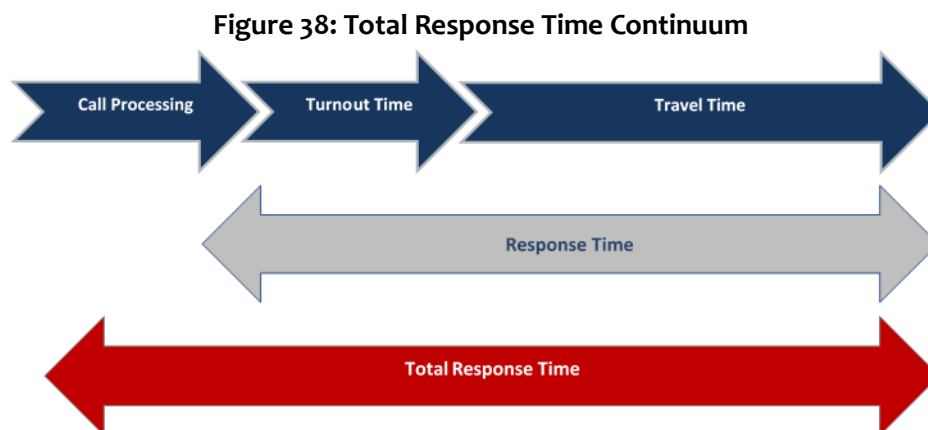 Figure 38: Total Response Time Continuum
Call Processing
Turnout Time
Travel Time
Response Time
Total Response Time